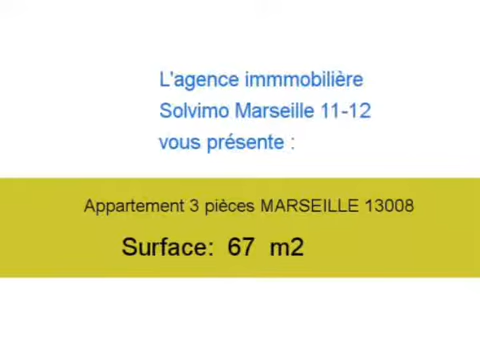 L'agence immmobilière
Solvimo Marseille 11-12
vous présente :
Appartement 3 pièces MARSEILLE 13008
Surface: 67 m2